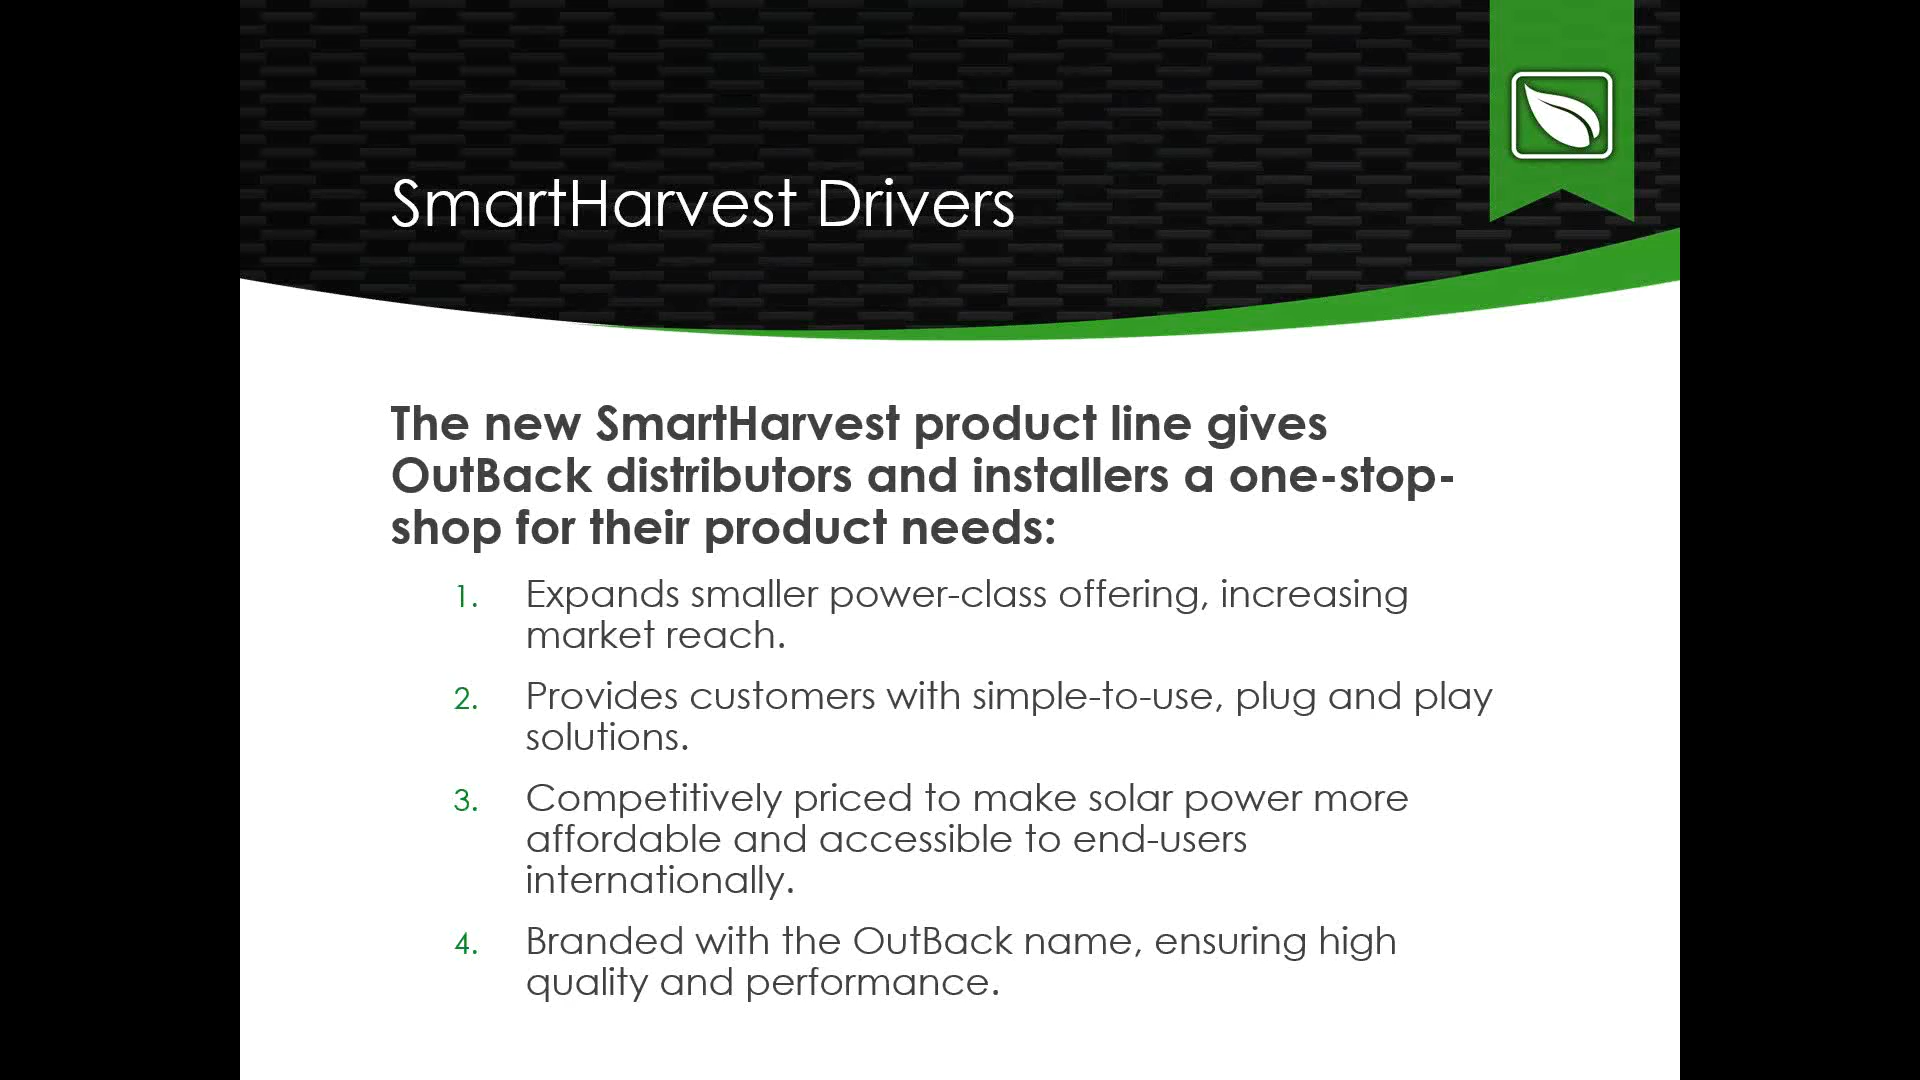 SmartHarvest Drivers
The new SmartHarvest product line gives
OutBack distributors and installers a one-stop-
shop for their product needs:
1. Expands smaller power-class offering, increasing
market reach.
2. Provides customers with simple-to-use, plug and play
solutions.
3. Competitively priced to make solar power more
affordable and accessible to end-users
internationally.
4. Branded with the OutBack name, ensuring high
quality and performance.